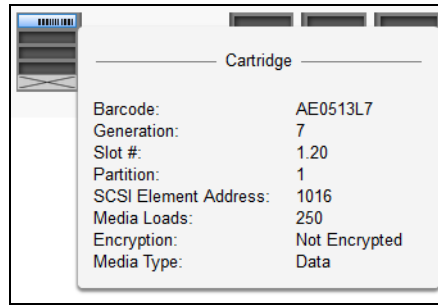 Cartridge
Barcode: AE0513L7
Generation: 7
Slot #: 1.20
Partition: 1
SCSI Element Address: 1016
Media Loads: 250
Encryption: Not Encrypted
Media Type: Data